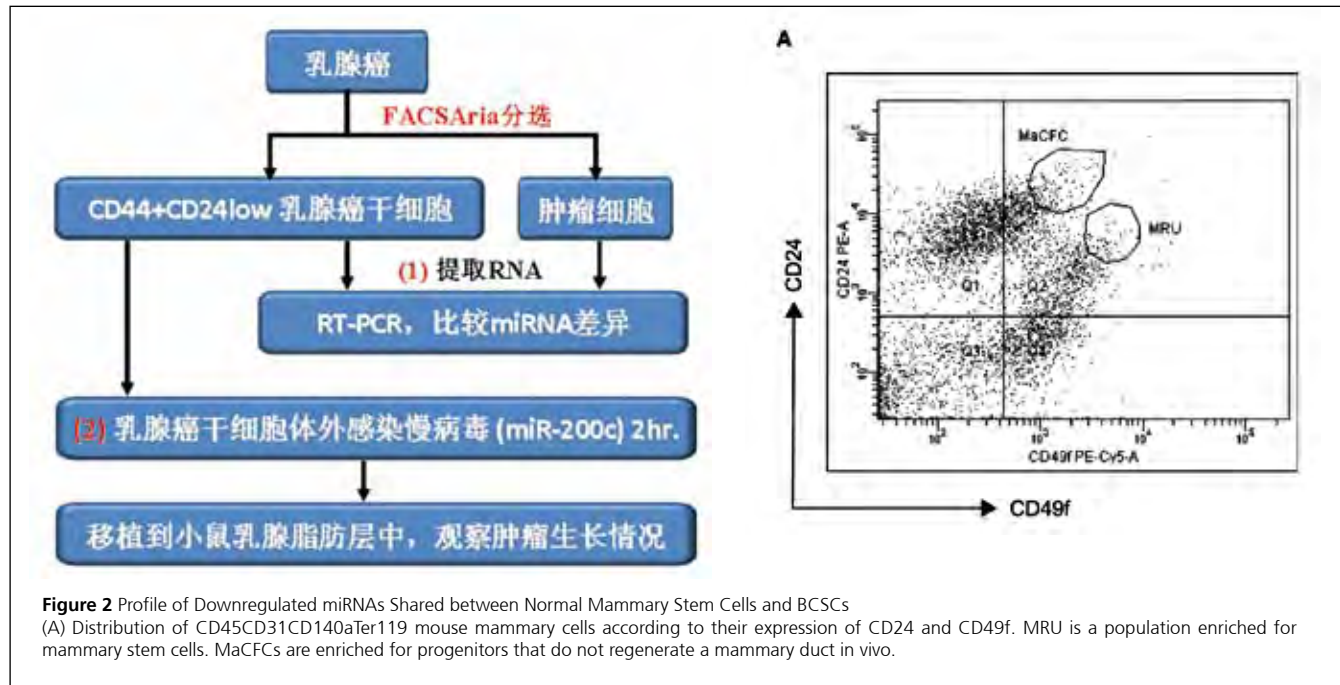 乳腺癌
FACSAria分选
CD44+CD24low 乳腺癌干细胞
肿瘤细胞
(1) 提取RNA
RT-PCR，比较miRNA差异
(2) 乳腺癌干细胞体外感染慢病毒 (miR-200c) 2hr.
移植到小鼠乳腺脂肪层中，观察肿瘤生长情况
A
MaCFC
MRU
Q1
Q2
Q3
CD24
CD24 PE-A
10⁴
10³
10²
10³
10⁴
10⁵
CD49f PE-Cy5-A
CD49f
Figure 2 Profile of Downregulated miRNAs Shared between Normal Mammary Stem Cells and BCSCs
(A) Distribution of CD45CD31CD140aTer119 mouse mammary cells according to their expression of CD24 and CD49f. MRU is a population enriched for
mammary stem cells. MaCFCs are enriched for progenitors that do not regenerate a mammary duct in vivo.